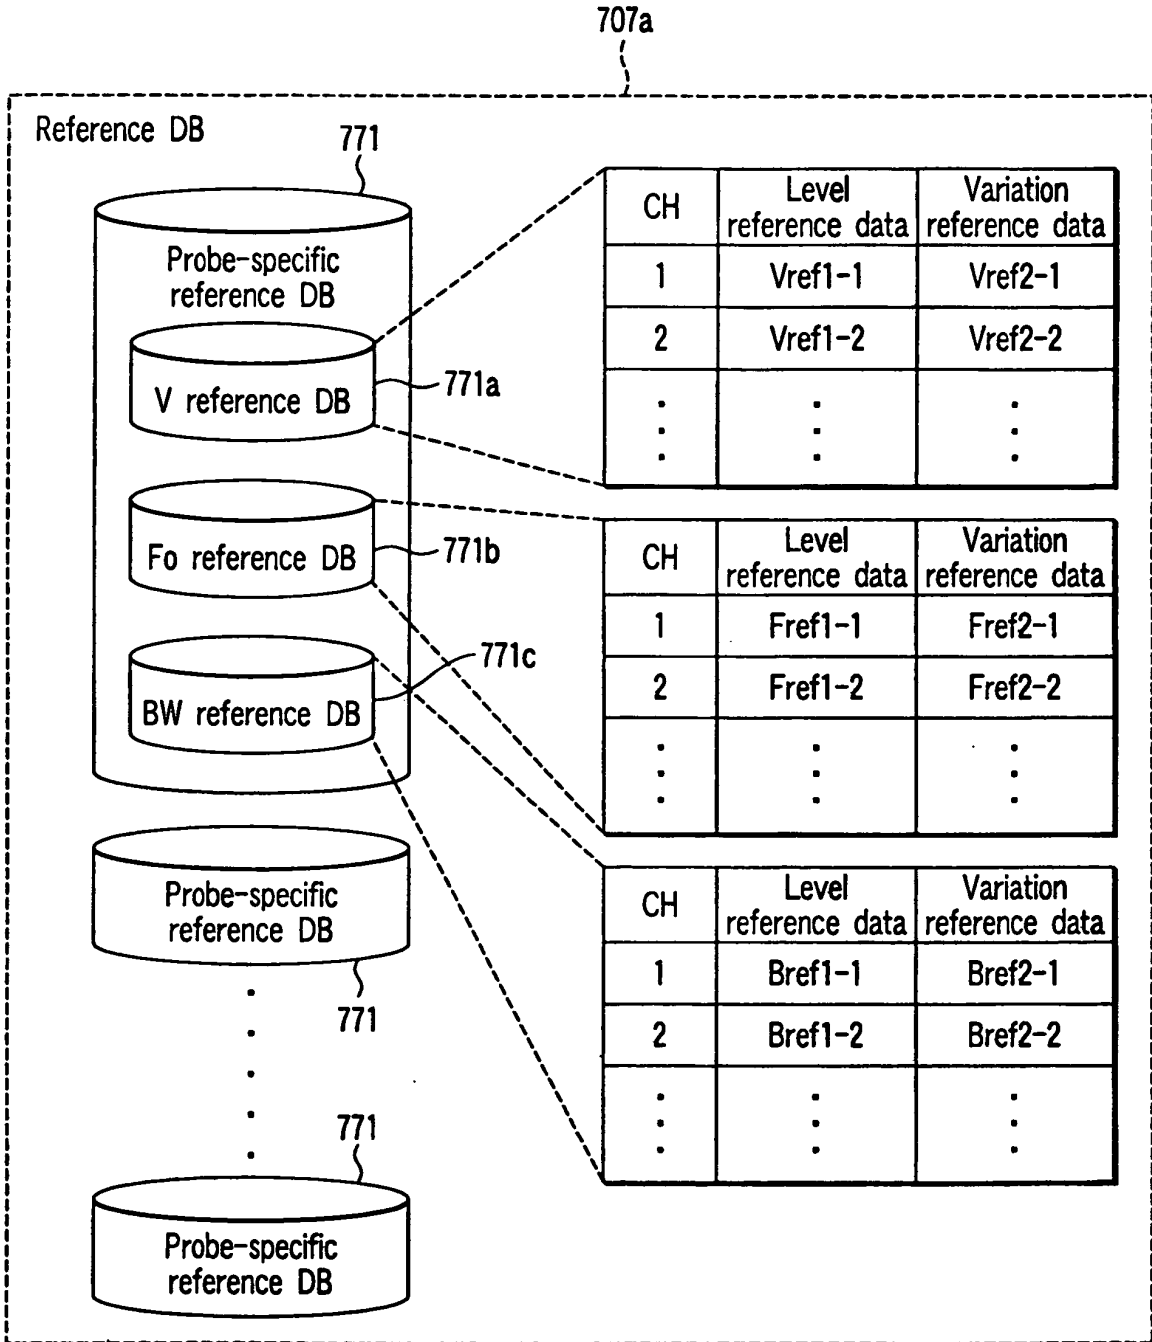 707a
Reference DB
771
Probe-specific
reference DB
V reference DB
771a
Fo reference DB
771b
BW reference DB
771c
CH Level reference data Variation reference data
1 Vref1-1 Vref2-1
2 Vref1-2 Vref2-2
CH Level reference data Variation reference data
1 Fref1-1 Fref2-1
2 Fref1-2 Fref2-2
CH Level reference data Variation reference data
1 Bref1-1 Bref2-1
2 Bref1-2 Bref2-2
Probe-specific
reference DB
771
771
Probe-specific
reference DB